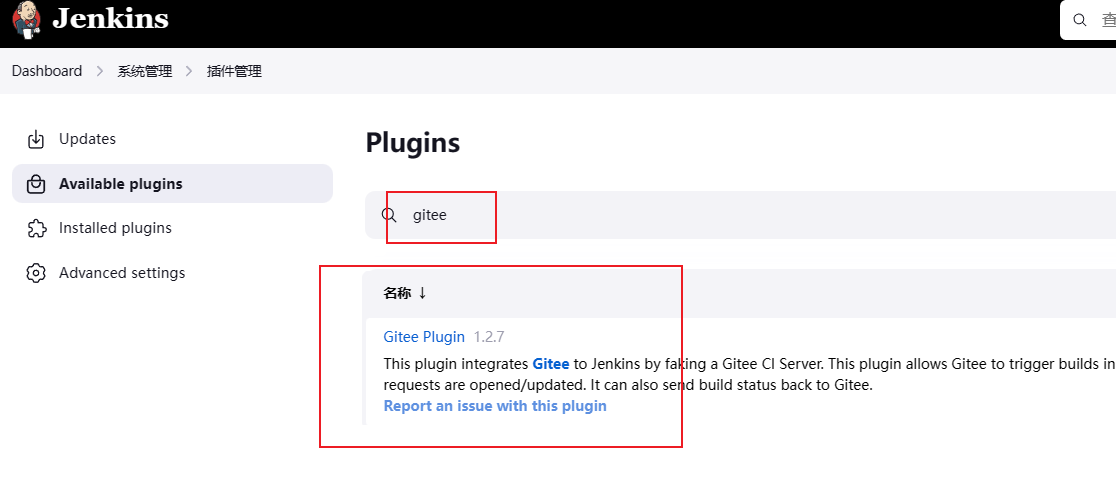 Jenkins
查
Dashboard > 系统管理 > 插件管理
Updates
Available plugins
Installed plugins
Advanced settings
Plugins
gitee
名称 ↓
Gitee Plugin 1.2.7
This plugin integrates Gitee to Jenkins by faking a Gitee CI Server. This plugin allows Gitee to trigger builds in
requests are opened/updated. It can also send build status back to Gitee.
Report an issue with this plugin